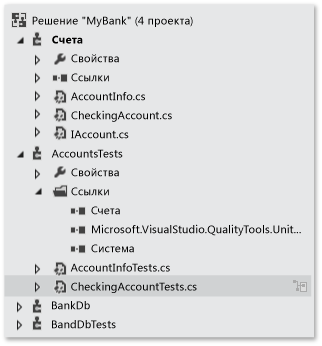 Решение "MyBank" (4 проекта)
Счета
Свойства
Ссылки
AccountInfo.cs
CheckingAccount.cs
IAccount.cs
AccountsTests
Свойства
Ссылки
Счета
Microsoft.VisualStudio.QualityTools.Unit...
Система
AccountInfoTests.cs
CheckingAccountTests.cs
BankDb
BandDbTests